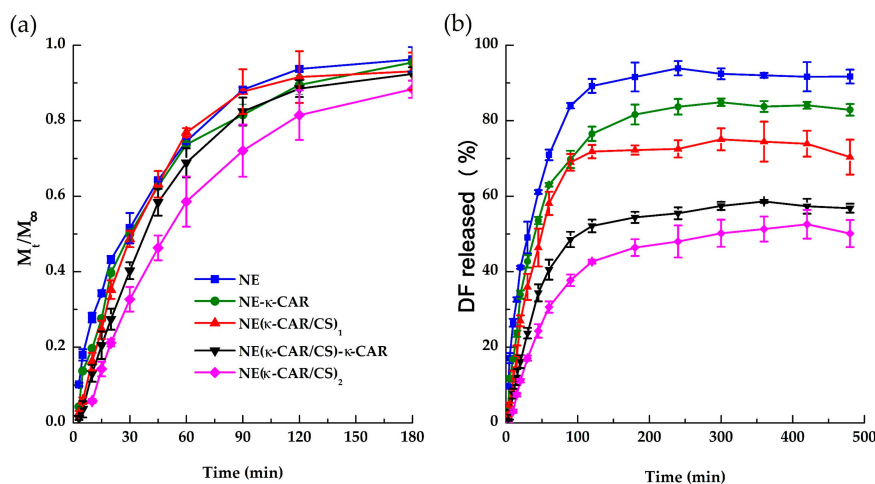 (a)
(b)
1.0
0.8
0.6
0.4
0.2
0.0
Mt/M∞
0 30 60 90 120 150 180
Time (min)
NE
NE-κ-CAR
NE(κ-CAR/CS)1
NE(κ-CAR/CS)-κ-CAR
NE(κ-CAR/CS)2
100
80
60
40
20
0
DF released (%)
0 100 200 300 400 500
Time (min)